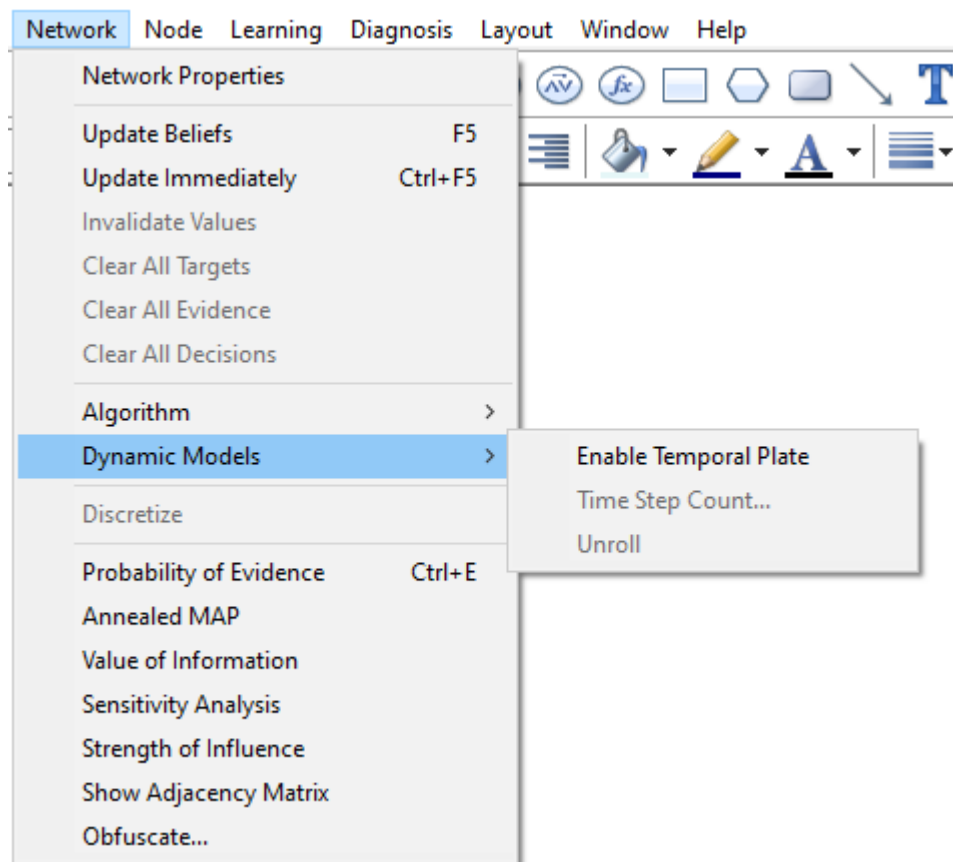 Network Node Learning Diagnosis Layout Window Help
Network Properties
Update Beliefs F5
Update Immediately Ctrl+F5
Invalidate Values
Clear All Targets
Clear All Evidence
Clear All Decisions
Algorithm >
Dynamic Models >
Enable Temporal Plate
Time Step Count...
Unroll
Discretize
Probability of Evidence Ctrl+E
Annealed MAP
Value of Information
Sensitivity Analysis
Strength of Influence
Show Adjacency Matrix
Obfuscate...
fx
T
A